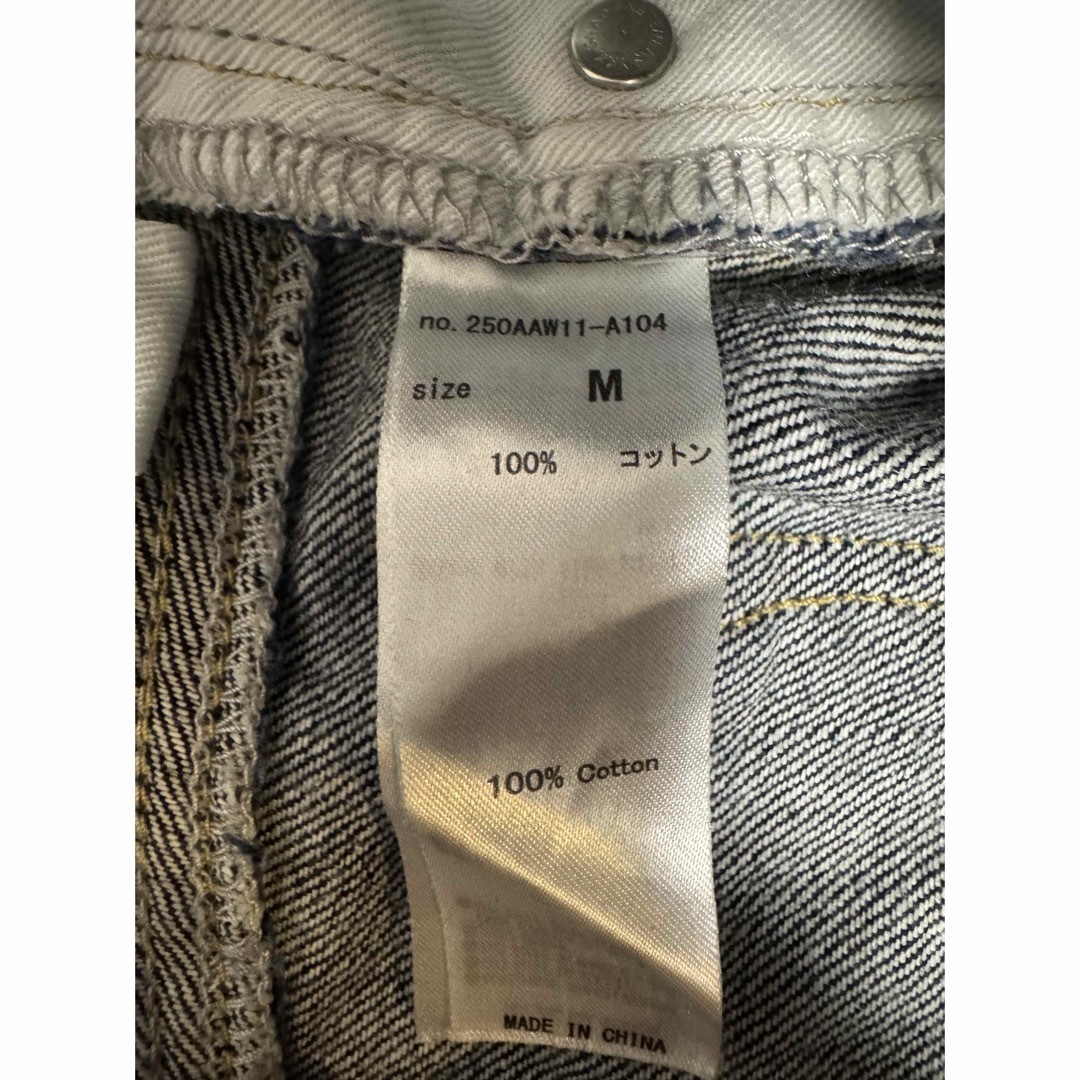 no. 250AAW11-A104
size M
100% コットン
100% Cotton
MADE IN CHINA